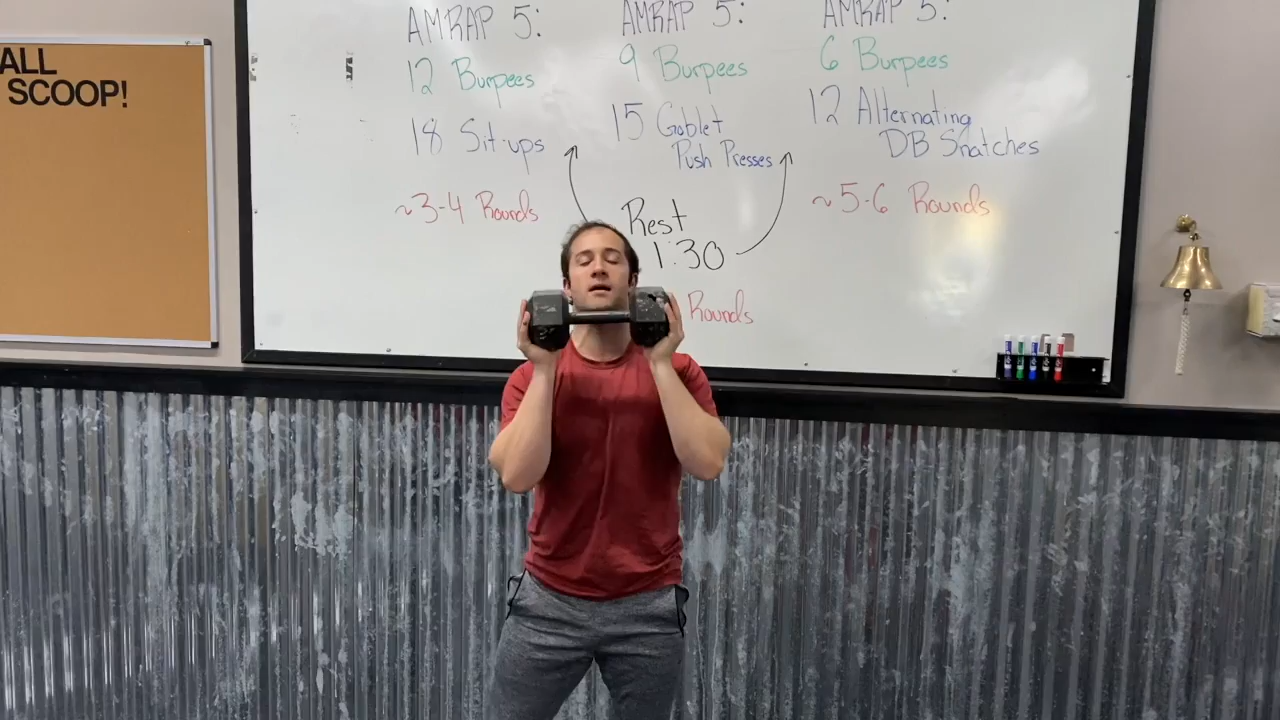 ALL
SCOOP!
AMRAP 5:
12 Burpees
18 Sit-ups
~3-4 Rounds
AMRAP 5:
9 Burpees
15 Goblet
Push Presses
Rest
1:30
Rounds
AMRAP 5:
6 Burpees
12 Alternating
DB Snatches
~5-6 Rounds